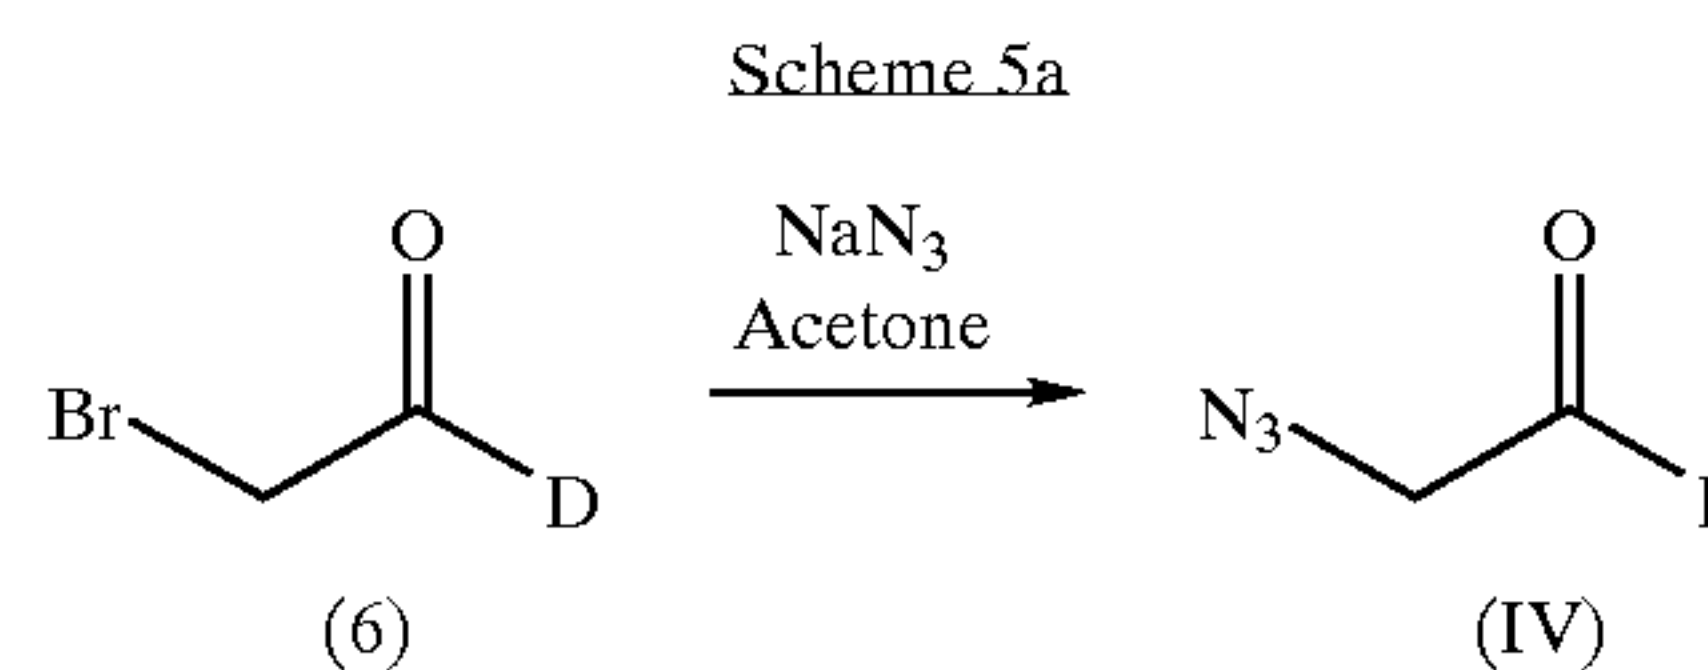 Scheme 5a
NaN3
Acetone
O
O
Br
D
N3
(6)
(IV)